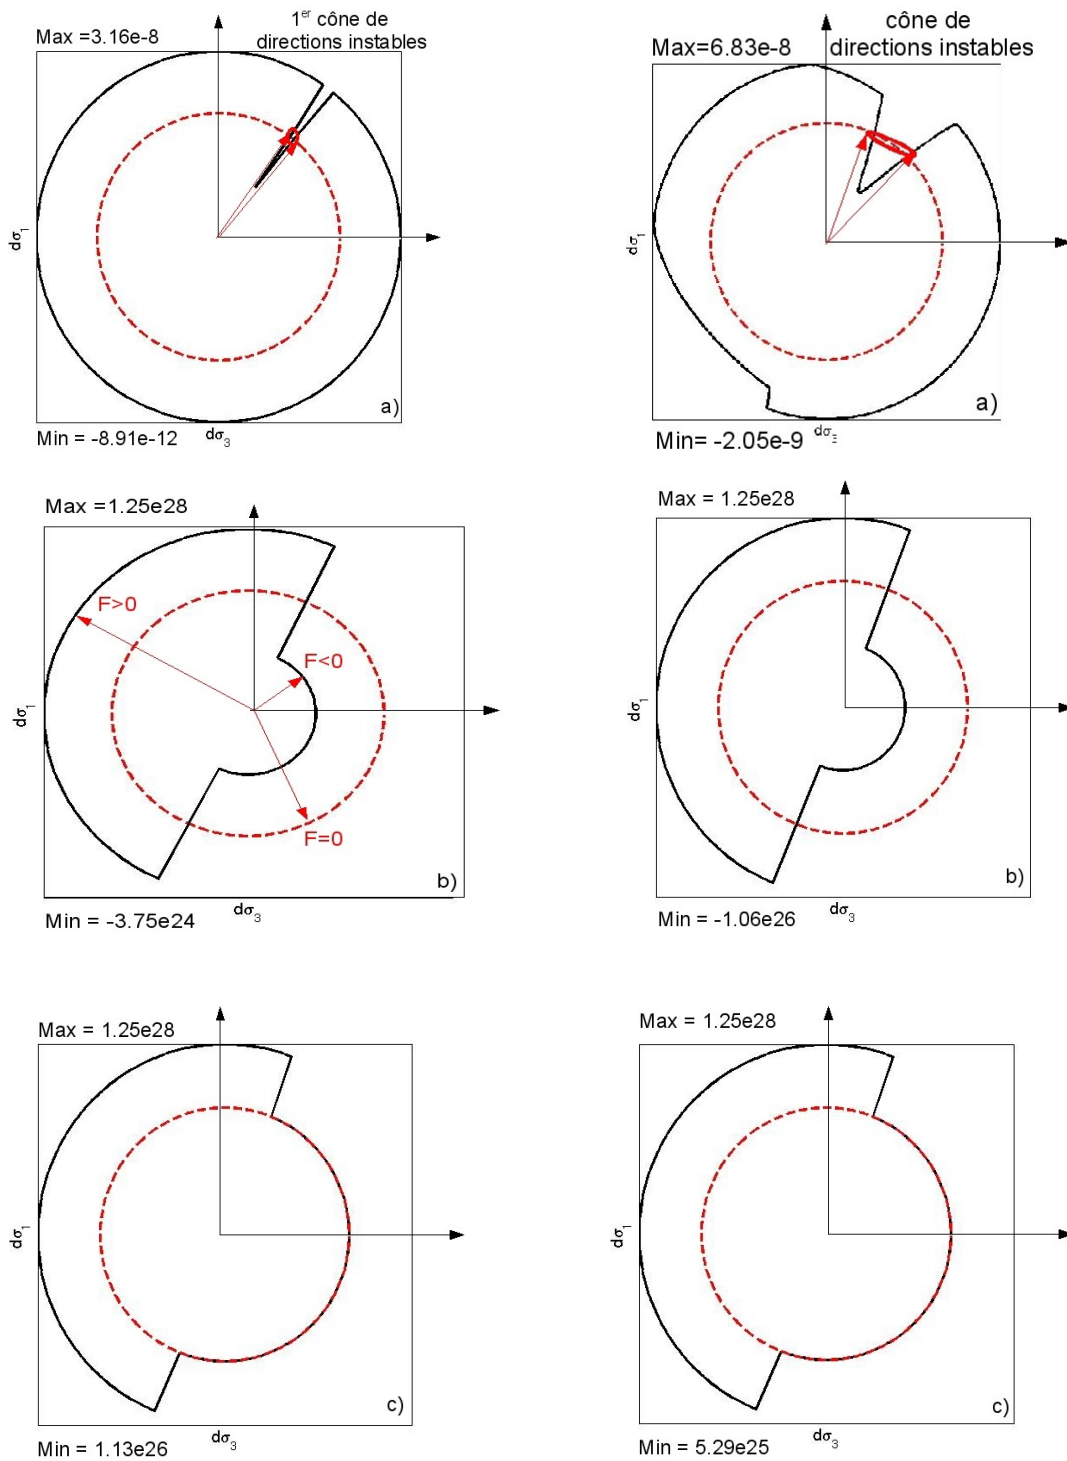 1er cône de
directions instables
Max =3.16e-8
dσ1
a)
Min = -8.91e-12
dσ3
cône de
directions instables
Max=6.83e-8
dσ1
a)
Min= -2.05e-9
dσ3
Max =1.25e28
F>0
F<0
dσ1
F=0
b)
Min = -3.75e24
dσ3
Max = 1.25e28
dσ1
b)
Min = -1.06e26
dσ3
Max = 1.25e28
dσ1
c)
Min = 1.13e26
dσ3
Max = 1.25e28
dσ1
c)
Min = 5.29e25
dσ3